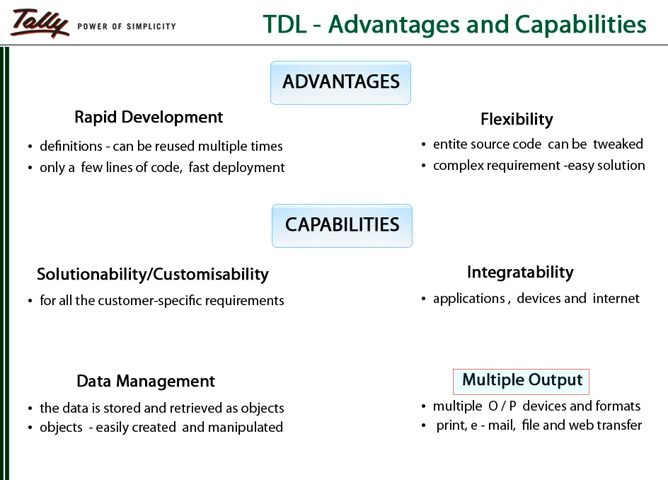 Tally POWER OF SIMPLICITY
TDL - Advantages and Capabilities
ADVANTAGES
Rapid Development
• definitions - can be reused multiple times
• only a few lines of code, fast deployment
Flexibility
• entite source code can be tweaked
• complex requirement -easy solution
CAPABILITIES
Solutionability/Customisability
• for all the customer-specific requirements
Integratability
• applications , devices and internet
Data Management
• the data is stored and retrieved as objects
• objects - easily created and manipulated
Multiple Output
• multiple O / P devices and formats
• print, e - mail, file and web transfer